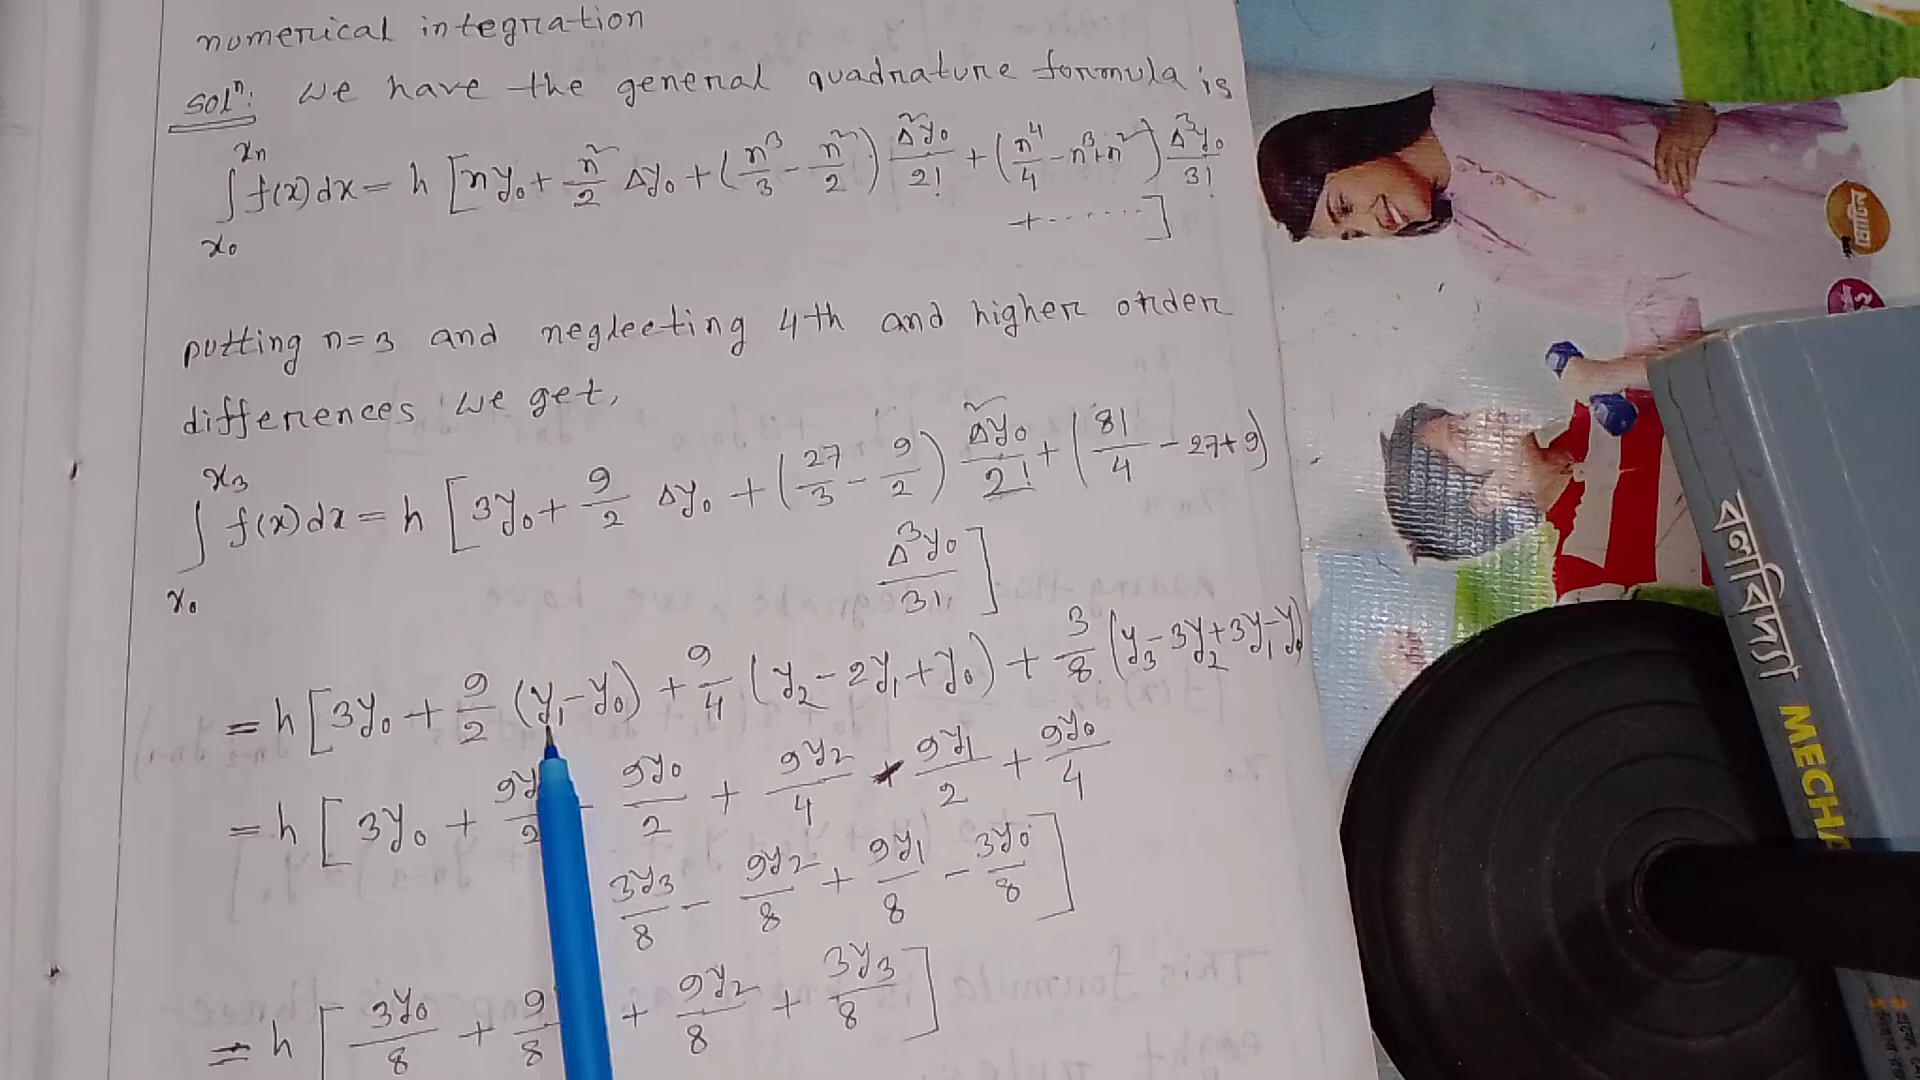 numerical integration
solⁿ: we have the general quadrature formula is
∫_{x₀}^{xₙ} f(x)dx = h [ny₀ + n²/2 Δy₀ + (n³/3 - n²/2) Δ²y₀/2! + (n⁴/4 - n³+n²) Δ³y₀/3!
+ ......]
putting n=3 and neglecting 4th and higher order
differences we get,
∫_{x₀}^{x₃} f(x)dx = h [3y₀ + 9/2 Δy₀ + (27/3 - 9/2) Δ²y₀/2! + (81/4 - 27+9)
Δ³y₀/3!]
= h [3y₀ + 9/2 (y₁-y₀) + 9/4 (y₂-2y₁+y₀) + 3/8 (y₃-3y₂+3y₁-y₀)
= h [3y₀ + 9y/2 - 9y₀/2 + 9y₂/4 - 9y₁/2 + 9y₀/4
3y₃/8 - 9y₂/8 + 9y₁/8 - 3y₀/8]
= h [3y₀/8 + 9/8 + 9y₂/8 + 3y₃/8]
বলবিদ্যা MECHA